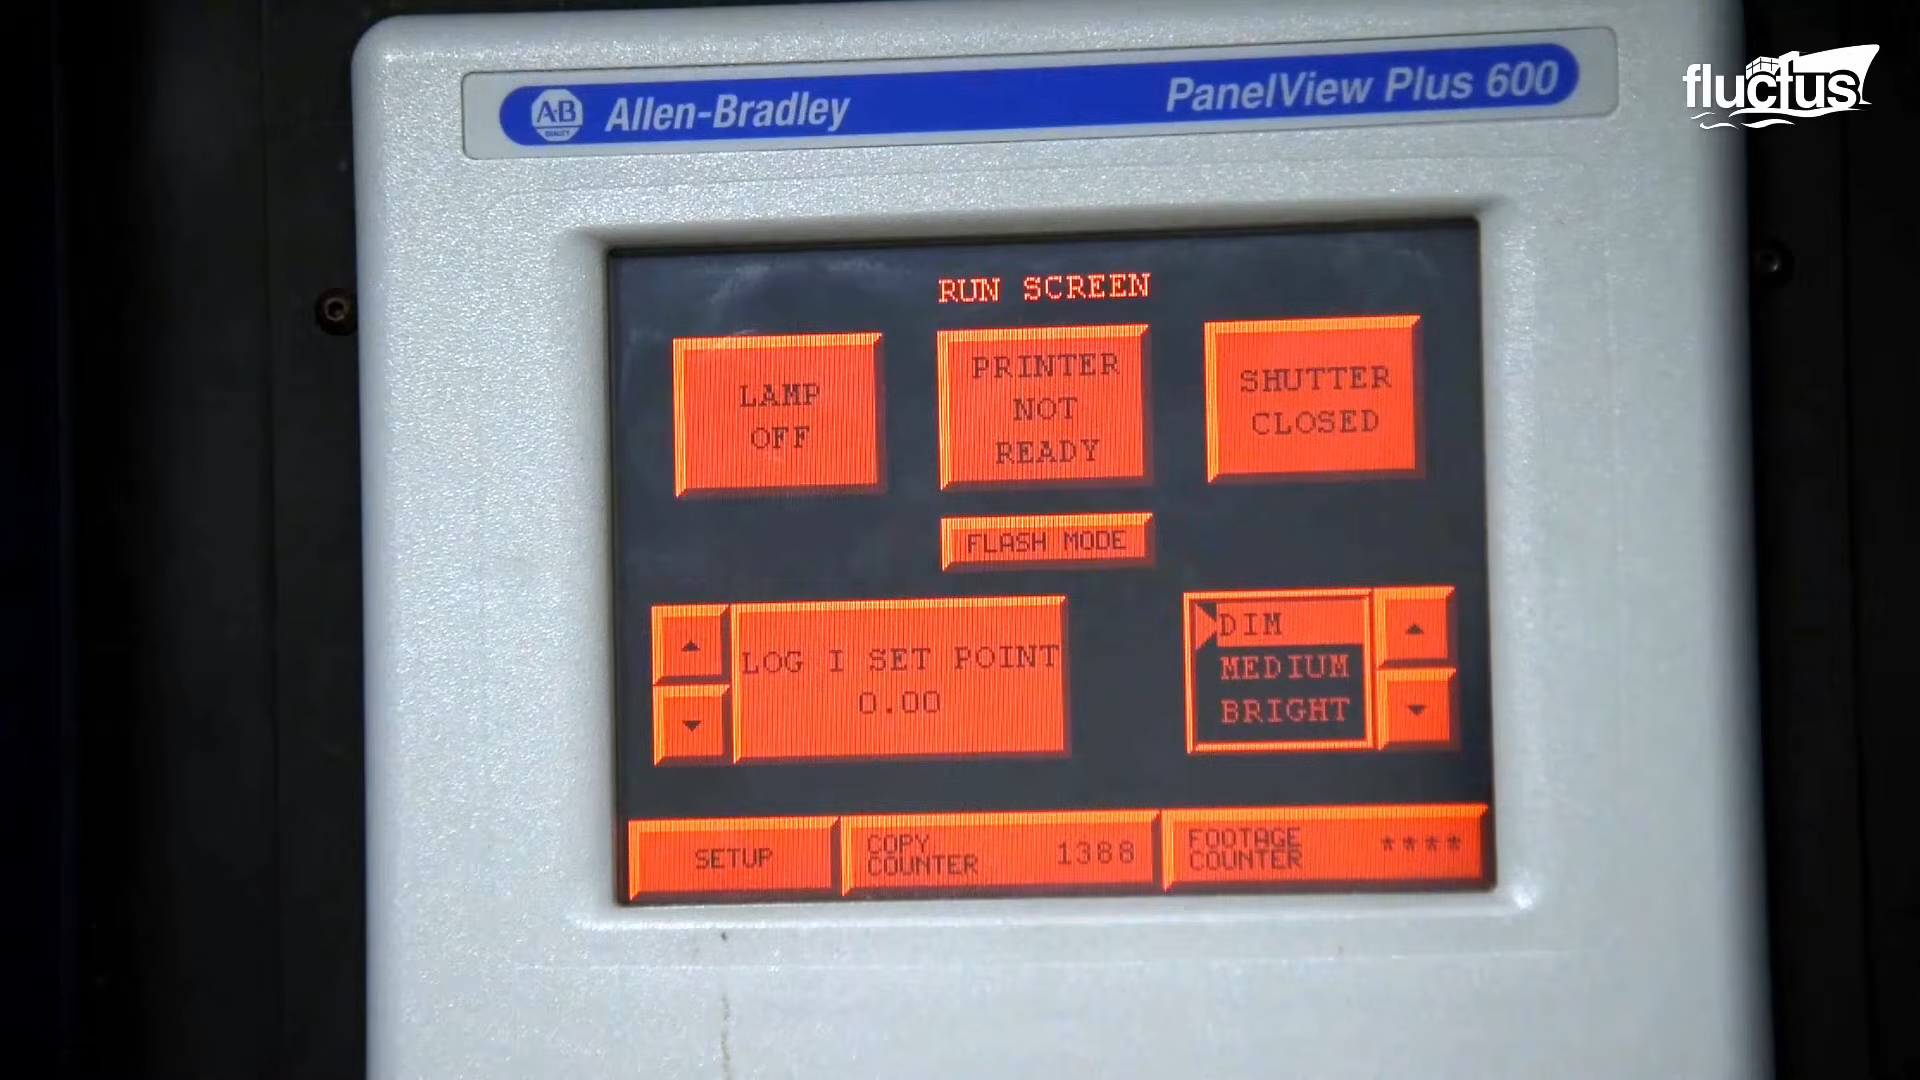 fluctus
A-B
QUALITY
Allen-Bradley
PanelView Plus 600
RUN SCREEN
LAMP
OFF
PRINTER
NOT
READY
SHUTTER
CLOSED
FLASH MODE
LOG I SET POINT
0.00
DIM
MEDIUM
BRIGHT
SETUP
COPY
COUNTER
1388
FOOTAGE
COUNTER
****